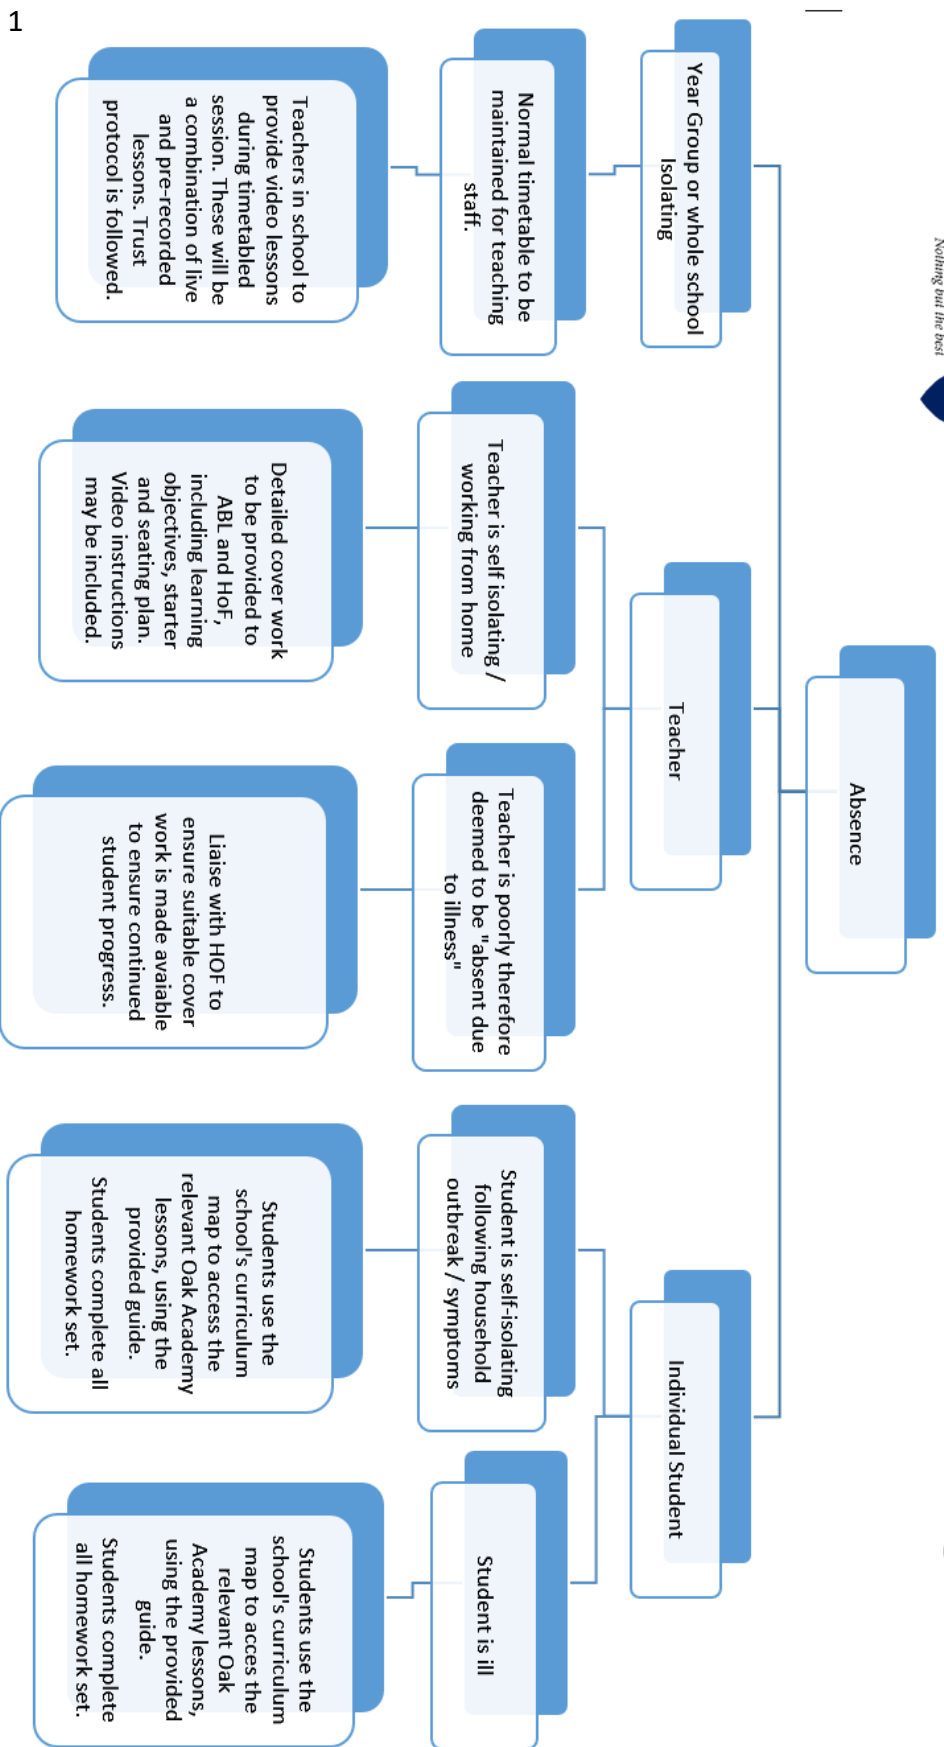 1
Nothing but the best
Absence
Year Group or whole school
Isolating
Normal timetable to be
maintained for teaching
staff.
Teachers in school to
provide video lessons
during timetabled
session. These will be
a combination of live
and pre-recorded
lessons. Trust
protocol is followed.
Teacher
Teacher is self isolating /
working from home
Detailed cover work
to be provided to
ABL and HoF,
including learning
objectives, starter
and seating plan.
Video instructions
may be included.
Teacher is poorly therefore
deemed to be "absent due
to illness"
Liaise with HOF to
ensure suitable cover
work is made avaiable
to ensure continued
student progress.
Individual Student
Student is self-isolating
following household
outbreak / symptoms
Students use the
school's curriculum
map to access the
relevant Oak Academy
lessons, using the
provided guide.
Students complete all
homework set.
Student is ill
Students use the
school's curriculum
map to acces the
relevant Oak
Academy lessons,
using the provided
guide.
Students complete
all homework set.